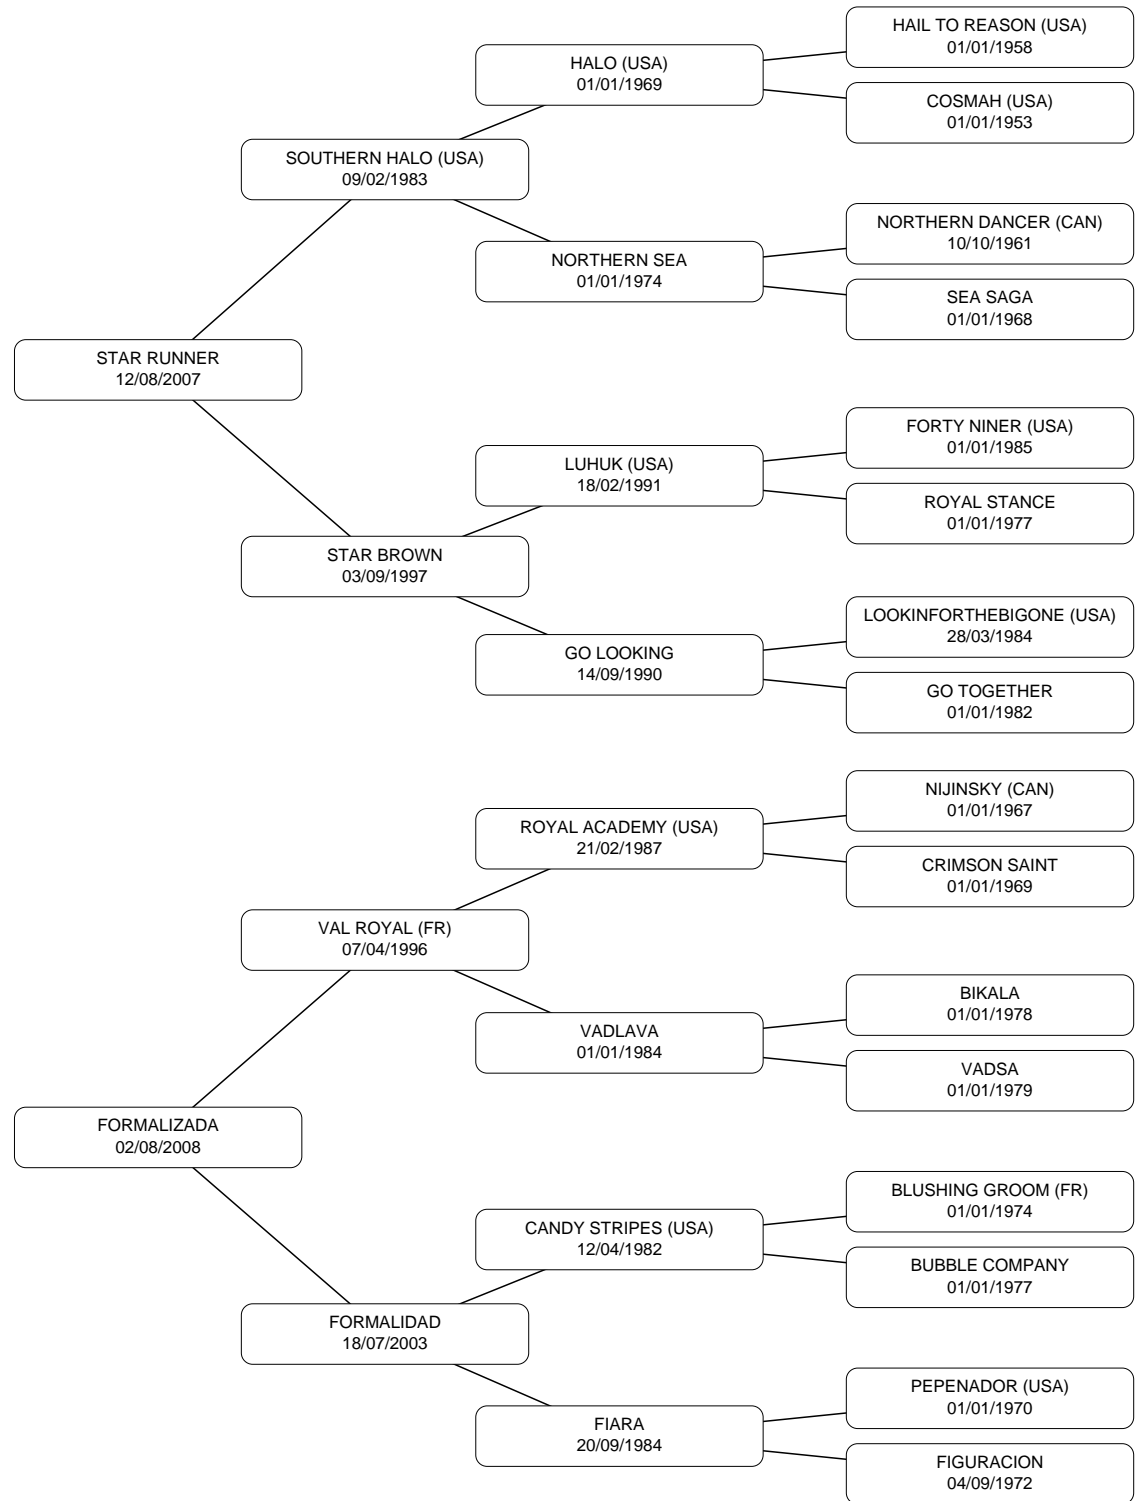 HAIL TO REASON (USA)
01/01/1958
HALO (USA)
01/01/1969
COSMAH (USA)
01/01/1953
SOUTHERN HALO (USA)
09/02/1983
NORTHERN DANCER (CAN)
10/10/1961
NORTHERN SEA
01/01/1974
SEA SAGA
01/01/1968
STAR RUNNER
12/08/2007
FORTY NINER (USA)
01/01/1985
LUHUK (USA)
18/02/1991
ROYAL STANCE
01/01/1977
STAR BROWN
03/09/1997
LOOKINFORTHEBIGONE (USA)
28/03/1984
GO LOOKING
14/09/1990
GO TOGETHER
01/01/1982
NIJINSKY (CAN)
01/01/1967
ROYAL ACADEMY (USA)
21/02/1987
CRIMSON SAINT
01/01/1969
VAL ROYAL (FR)
07/04/1996
BIKALA
01/01/1978
VADLAVA
01/01/1984
VADSA
01/01/1979
FORMALIZADA
02/08/2008
BLUSHING GROOM (FR)
01/01/1974
CANDY STRIPES (USA)
12/04/1982
BUBBLE COMPANY
01/01/1977
FORMALIDAD
18/07/2003
PEPENADOR (USA)
01/01/1970
FIARA
20/09/1984
FIGURACION
04/09/1972